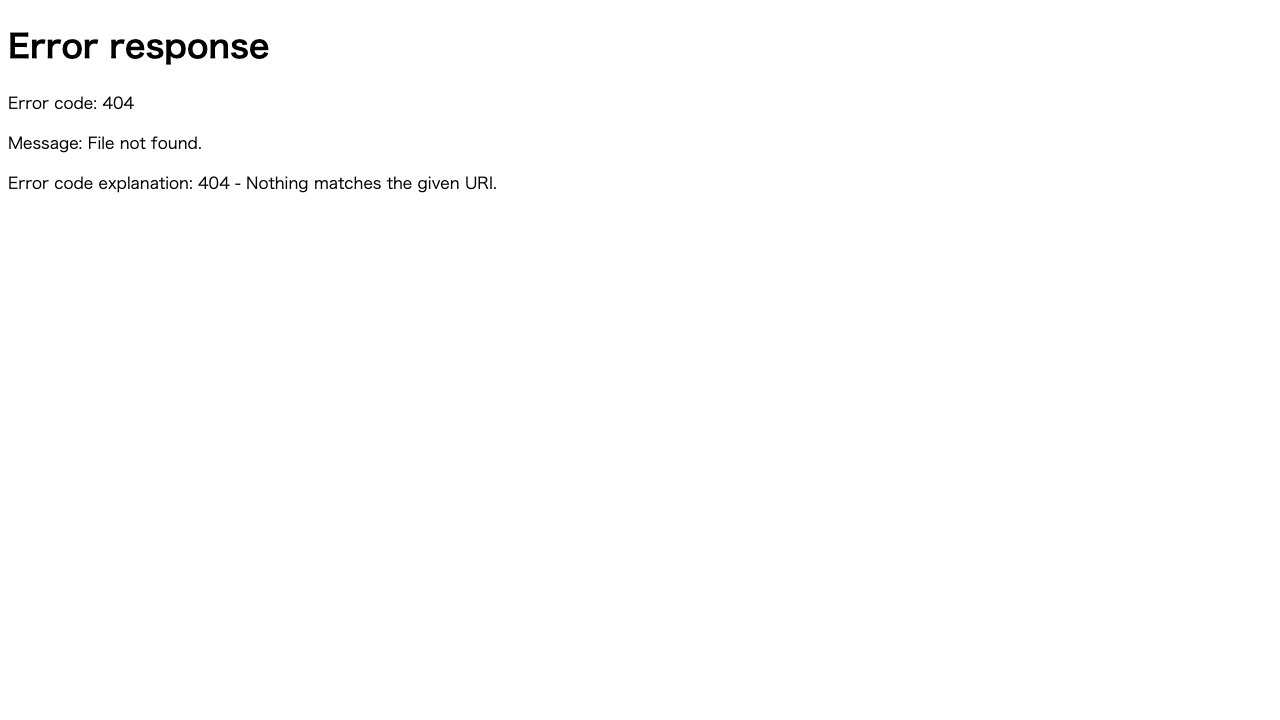 Error response
Error code: 404
Message: File not found.
Error code explanation: 404 - Nothing matches the given URI.